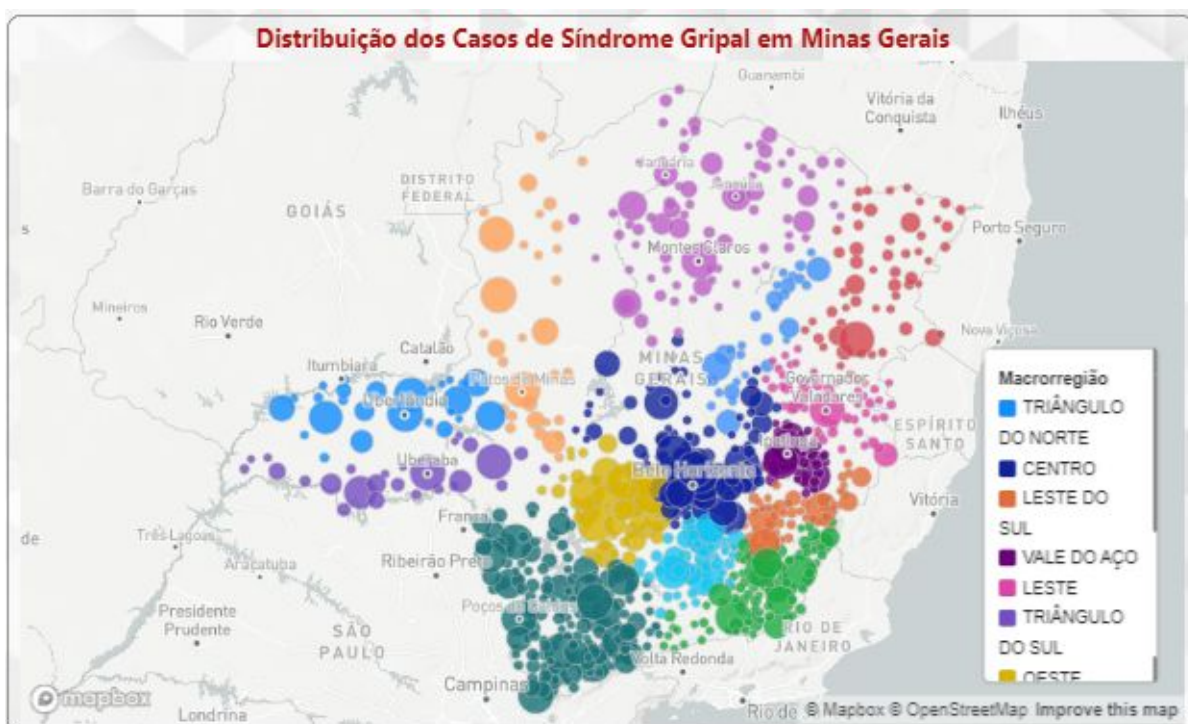 Distribuição dos Casos de Síndrome Gripal em Minas Gerais
Guanambi
Vitória da
Conquista
Ilhéus
Barra do Garças
DISTRITO
FEDERAL
GOIÁS
Januária
s
Porto Seguro
Montes Claros
Mineiros
Rio Verde
Nova Viçosa
Catalão
Itumbiara
MINAS
GERAIS
Patos de Minas
Governador
Valadares
Uberlândia
ESPÍRITO
SANTO
Ipatinga
Uberaba
Belo Horizonte
Vitória
Franca
de
Três Lagoas
Ribeirão Preto
Araçatuba
Poços de Caldas
Presidente
Prudente
SÃO
PAULO
RIO DE
JANEIRO
Volta Redonda
Campinas
Londrina
Rio de
Macrorregião
TRIÂNGULO
DO NORTE
CENTRO
LESTE DO
SUL
VALE DO AÇO
LESTE
TRIÂNGULO
DO SUL
OESTE
mapbox
© Mapbox © OpenStreetMap Improve this map